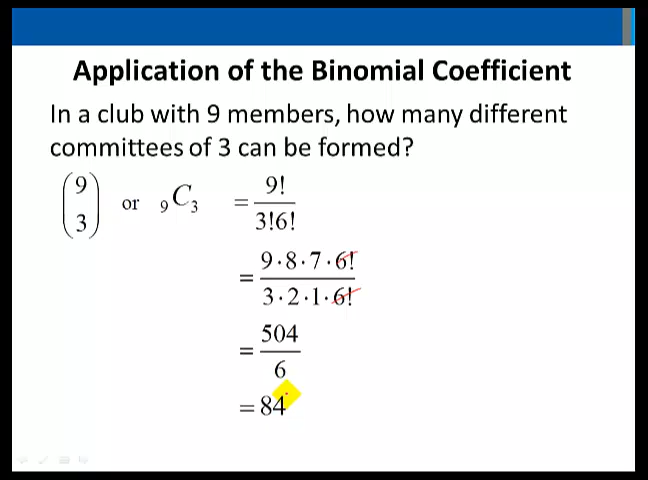 Application of the Binomial Coefficient
In a club with 9 members, how many different
committees of 3 can be formed?
(9 3) or ₉C₃ = 9! / 3!6!
= 9·8·7·6! / 3·2·1·6!
= 504 / 6
= 84